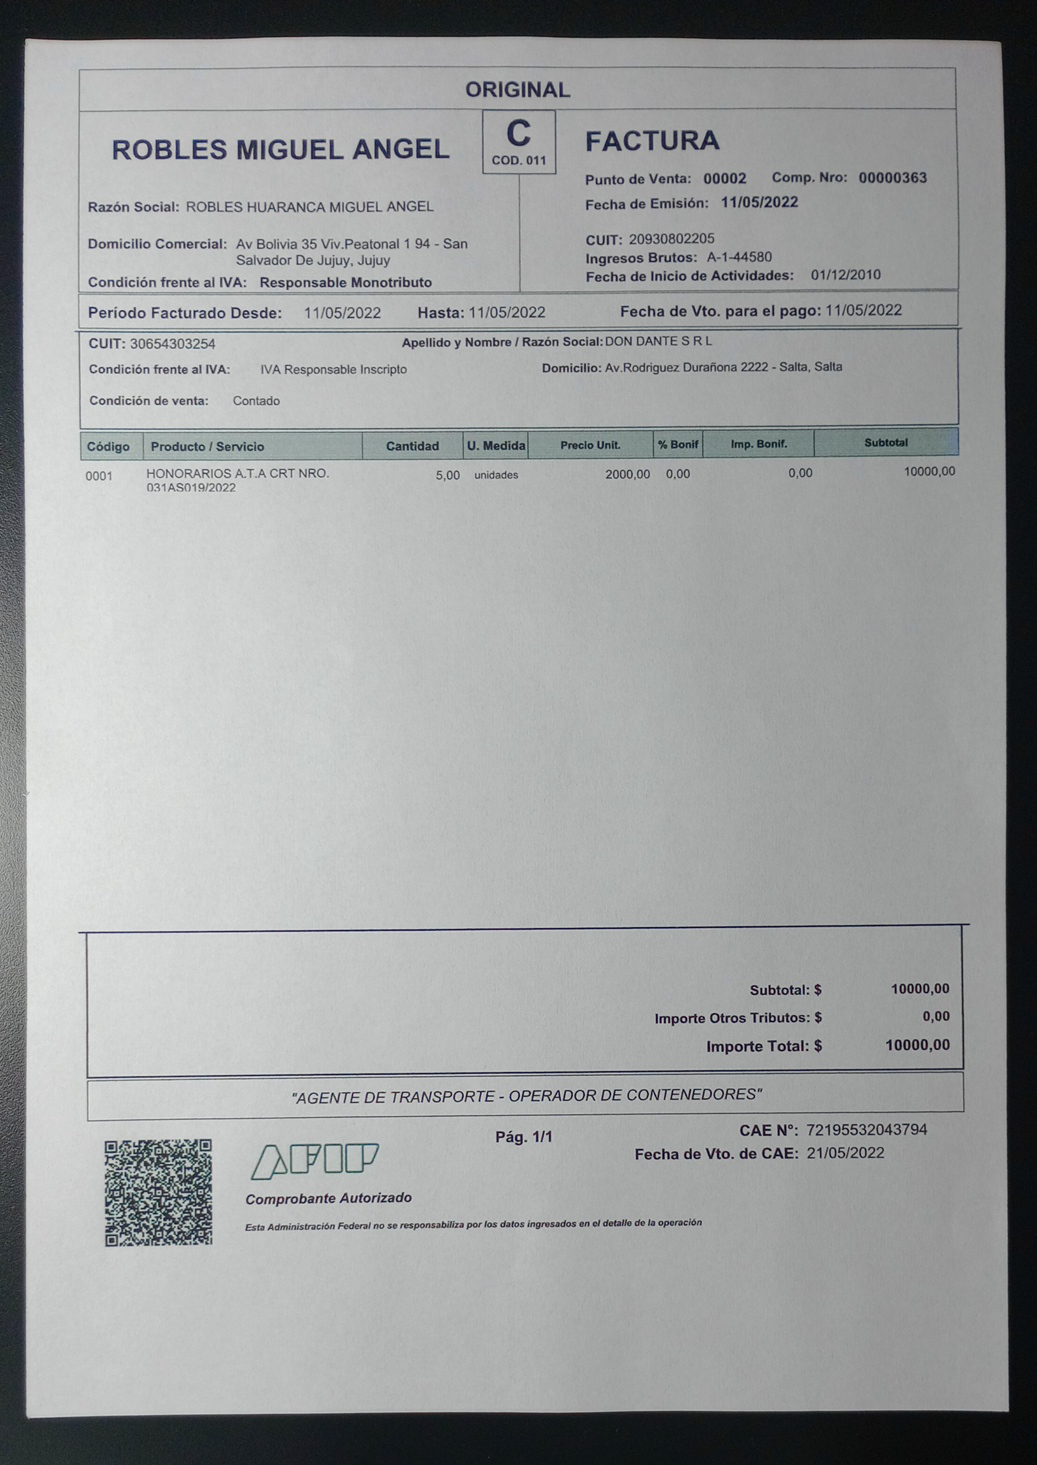 ORIGINAL
ROBLES MIGUEL ANGEL
C
COD. 011
FACTURA
Punto de Venta: 00002 Comp. Nro: 00000363
Fecha de Emisión: 11/05/2022
Razón Social: ROBLES HUARANCA MIGUEL ANGEL
Domicilio Comercial: Av Bolivia 35 Viv.Peatonal 1 94 - San
Salvador De Jujuy, Jujuy
Condición frente al IVA: Responsable Monotributo
CUIT: 20930802205
Ingresos Brutos: A-1-44580
Fecha de Inicio de Actividades: 01/12/2010
Período Facturado Desde: 11/05/2022 Hasta: 11/05/2022 Fecha de Vto. para el pago: 11/05/2022
CUIT: 30654303254 Apellido y Nombre / Razón Social: DON DANTE S R L
Condición frente al IVA: IVA Responsable Inscripto Domicilio: Av.Rodriguez Durañona 2222 - Salta, Salta
Condición de venta: Contado
Código Producto / Servicio Cantidad U. Medida Precio Unit. % Bonif Imp. Bonif. Subtotal
0001 HONORARIOS A.T.A CRT NRO. 5,00 unidades 2000,00 0,00 0,00 10000,00
031AS019/2022
Subtotal: $ 10000,00
Importe Otros Tributos: $ 0,00
Importe Total: $ 10000,00
"AGENTE DE TRANSPORTE - OPERADOR DE CONTENEDORES"
AFIP
Pág. 1/1
CAE N°: 72195532043794
Fecha de Vto. de CAE: 21/05/2022
Comprobante Autorizado
Esta Administración Federal no se responsabiliza por los datos ingresados en el detalle de la operación